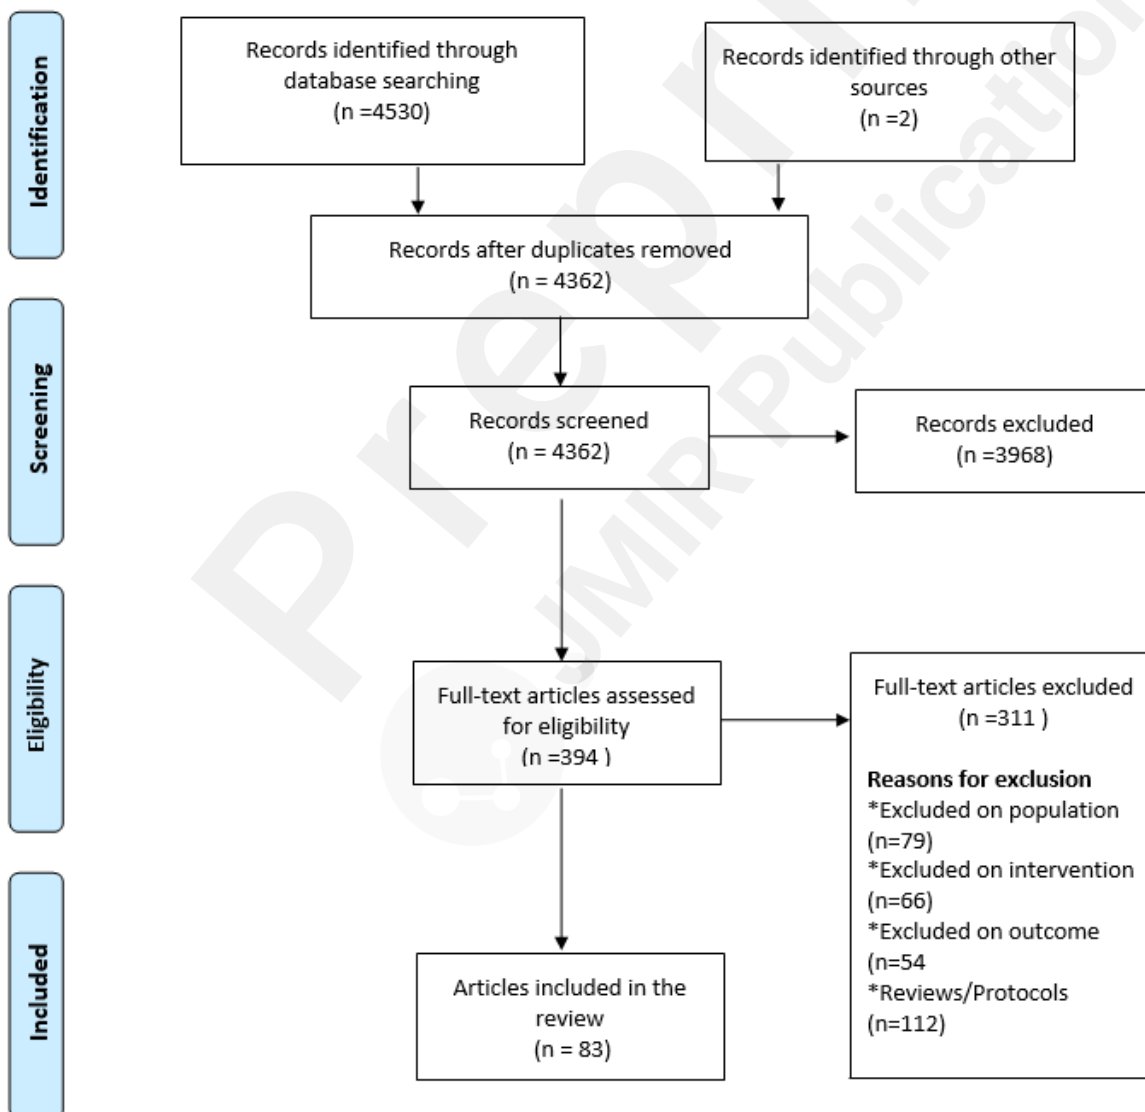 Identification
Records identified through
database searching
(n =4530)
Records identified through other
sources
(n =2)
Records after duplicates removed
(n = 4362)
Screening
Records screened
(n = 4362)
Records excluded
(n =3968)
Eligibility
Full-text articles assessed
for eligibility
(n =394 )
Full-text articles excluded
(n =311 )
Reasons for exclusion
*Excluded on population
(n=79)
*Excluded on intervention
(n=66)
*Excluded on outcome
(n=54
*Reviews/Protocols
(n=112)
Included
Articles included in the
review
(n = 83)
Prepri
JMIR Publication